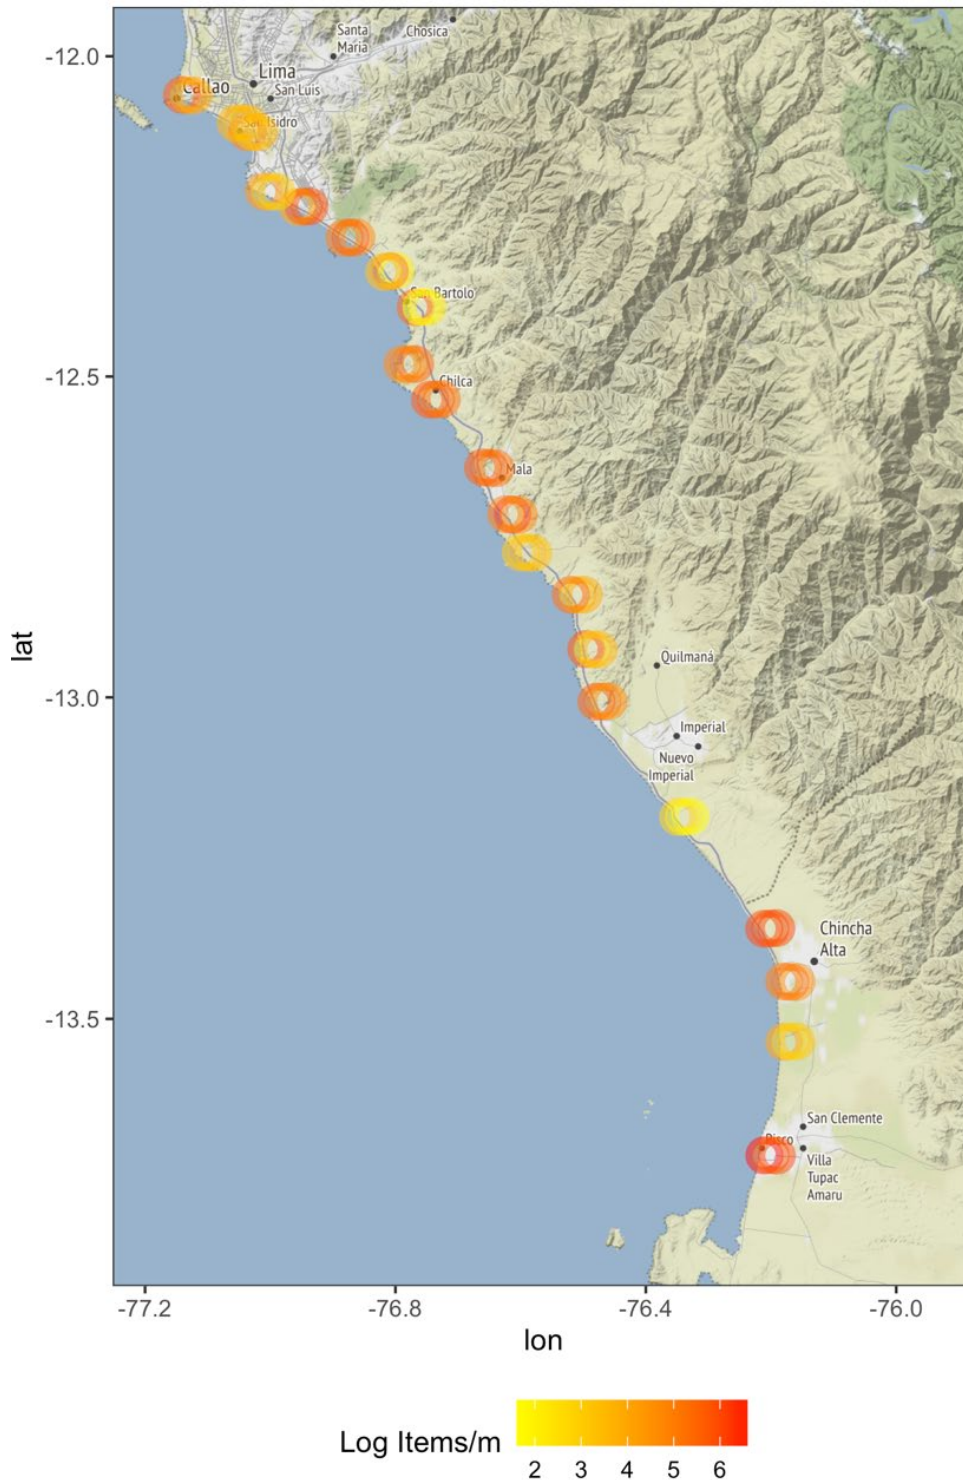 -12.0
-12.5
-13.0
-13.5
lat
Santa
Maria
Chosica
Lima
Callao
San Luis
San Isidro
San Bartolo
Chilca
Mala
Quilmaná
Imperial
Nuevo
Imperial
Chincha
Alta
San Clemente
Pisco
Villa
Tupac
Amaru
-77.2 -76.8 -76.4 -76.0
lon
Log Items/m
2 3 4 5 6